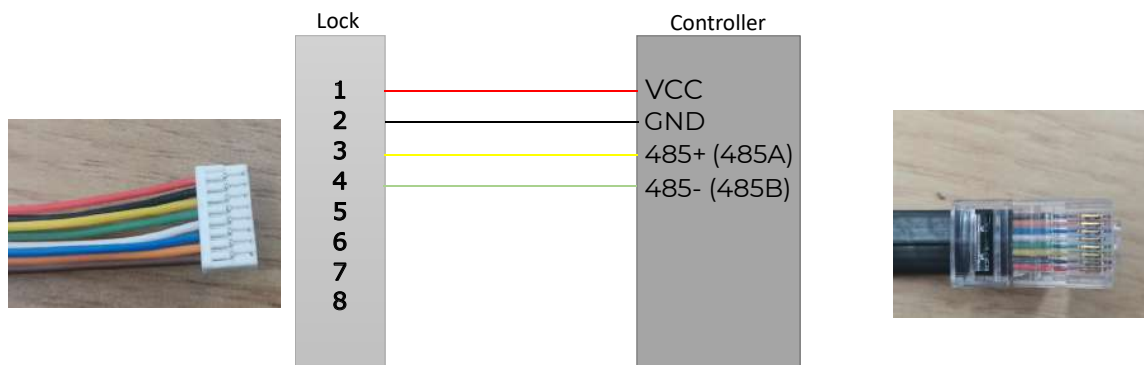 Lock
Controller
1
VCC
2
GND
3
485+ (485A)
4
485- (485B)
5
6
7
8